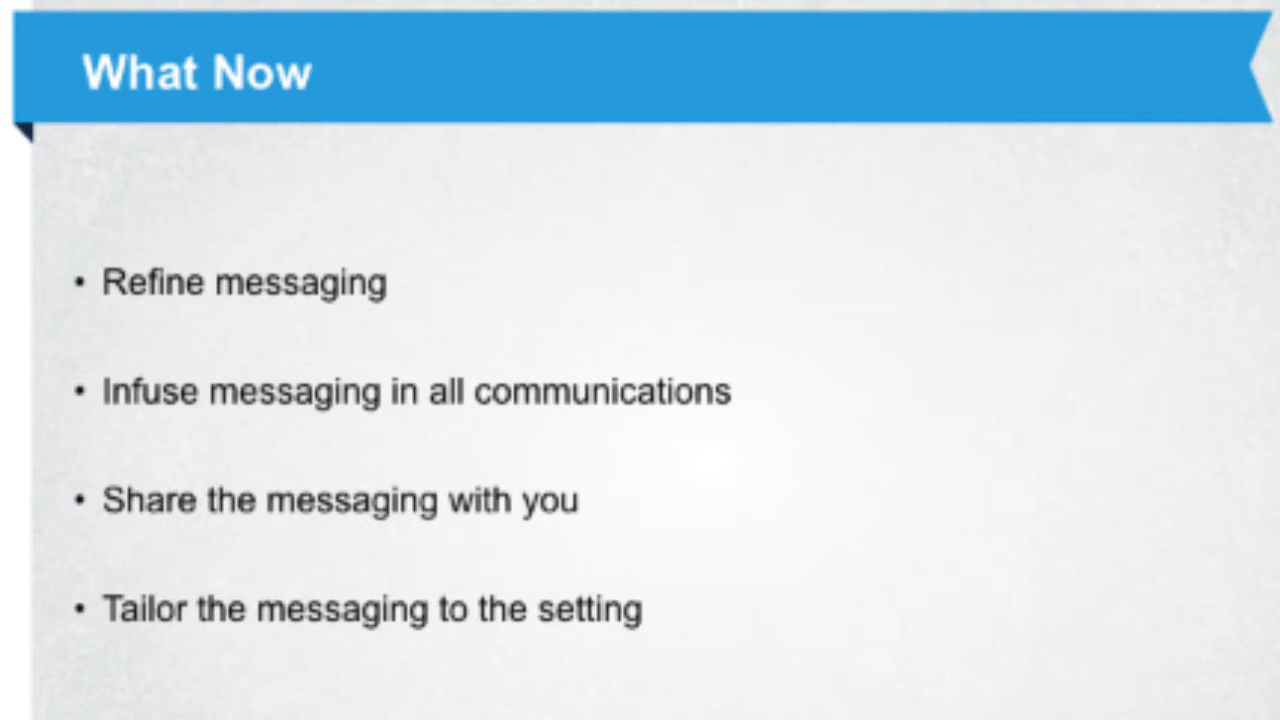 What Now
• Refine messaging
• Infuse messaging in all communications
• Share the messaging with you
• Tailor the messaging to the setting